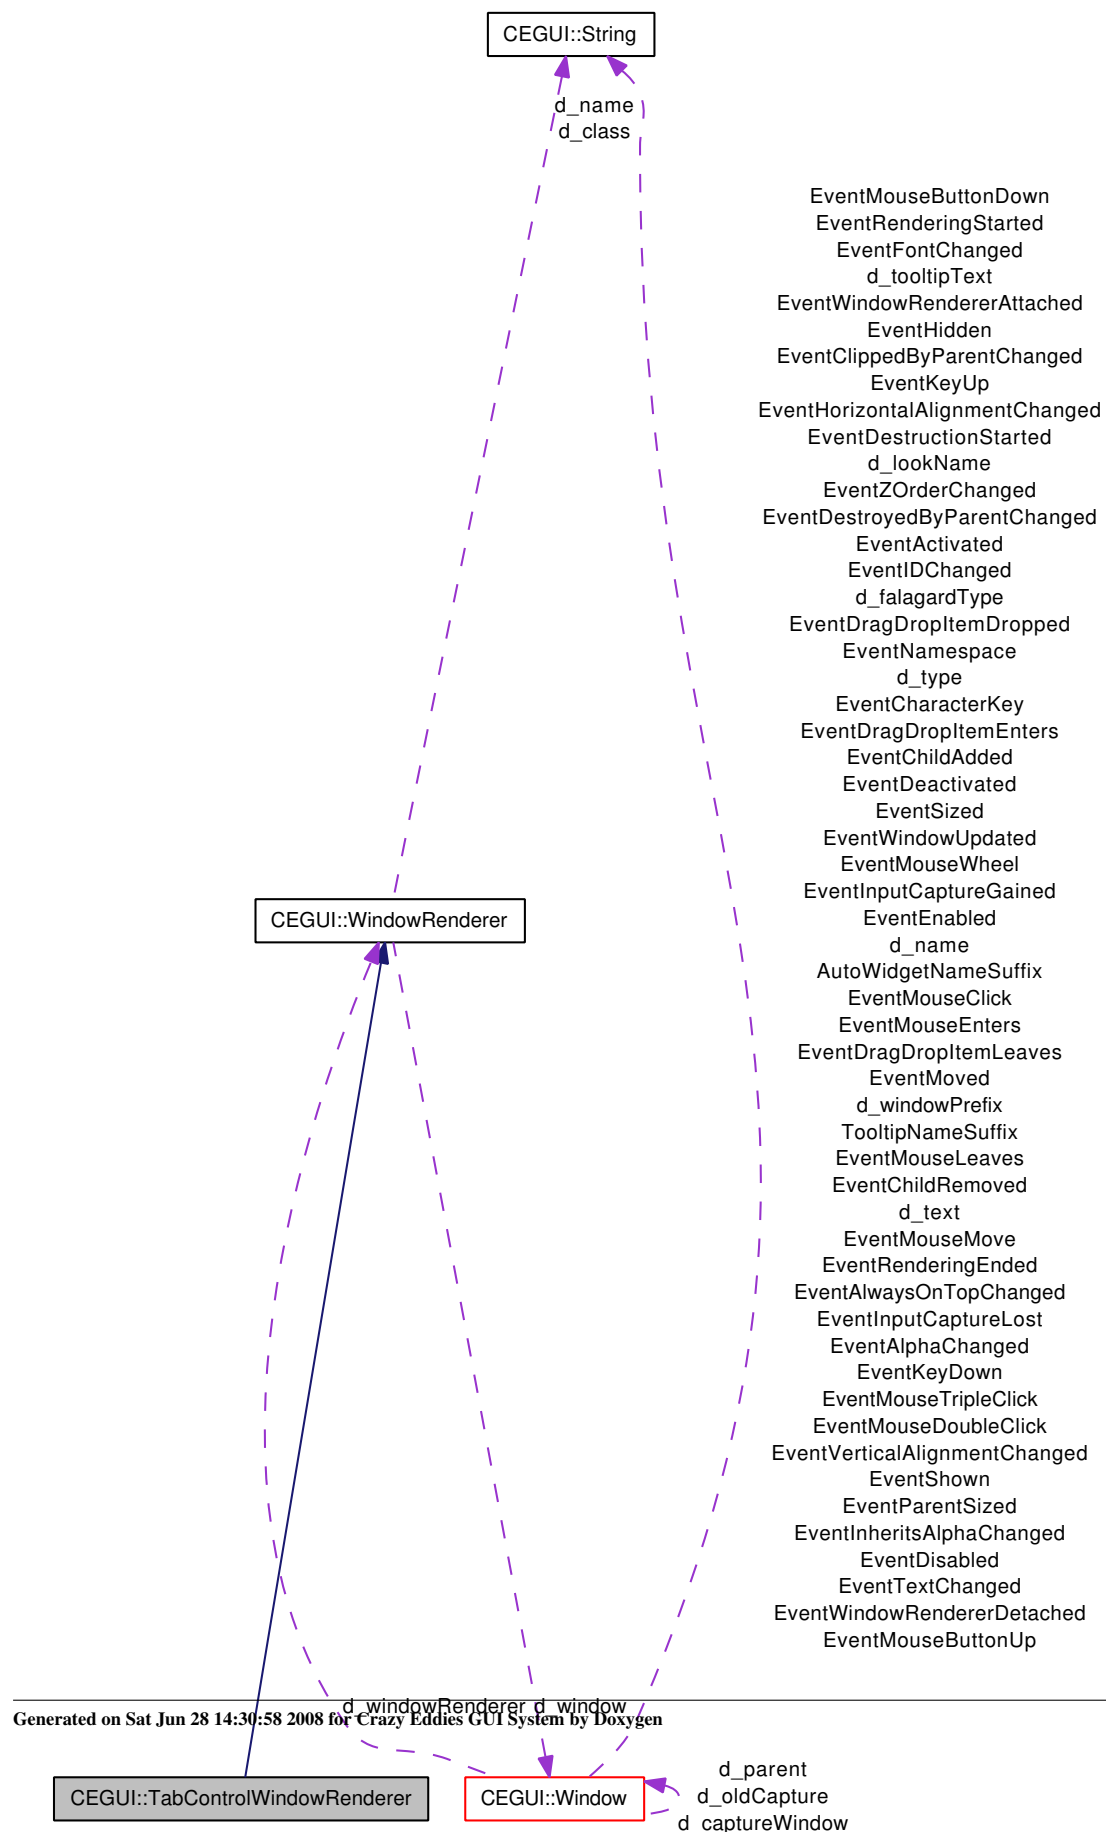 CEGUI::String
d_name
d_class
EventMouseButtonDown
EventRenderingStarted
EventFontChanged
d_tooltipText
EventWindowRendererAttached
EventHidden
EventClippedByParentChanged
EventKeyUp
EventHorizontalAlignmentChanged
EventDestructionStarted
d_lookName
EventZOrderChanged
EventDestroyedByParentChanged
EventActivated
EventIDChanged
d_falagardType
EventDragDropItemDropped
EventNamespace
d_type
EventCharacterKey
EventDragDropItemEnters
EventChildAdded
EventDeactivated
EventSized
EventWindowUpdated
EventMouseWheel
EventInputCaptureGained
EventEnabled
d_name
AutoWidgetNameSuffix
EventMouseClick
EventMouseEnters
EventDragDropItemLeaves
EventMoved
d_windowPrefix
TooltipNameSuffix
EventMouseLeaves
EventChildRemoved
d_text
EventMouseMove
EventRenderingEnded
EventAlwaysOnTopChanged
EventInputCaptureLost
EventAlphaChanged
EventKeyDown
EventMouseTripleClick
EventMouseDoubleClick
EventVerticalAlignmentChanged
EventShown
EventParentSized
EventInheritsAlphaChanged
EventDisabled
EventTextChanged
EventWindowRendererDetached
EventMouseButtonUp
CEGUI::WindowRenderer
d_windowRenderer
d_window
Generated on Sat Jun 28 14:30:58 2008 for Crazy Eddies GUI System by Doxygen
CEGUI::TabControlWindowRenderer
CEGUI::Window
d_parent
d_oldCapture
d_captureWindow